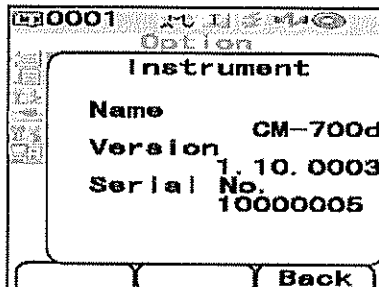 0001
Option
Instrument
Name
CM-700d
Version
1.10.0003
Serial No.
10000005
Back